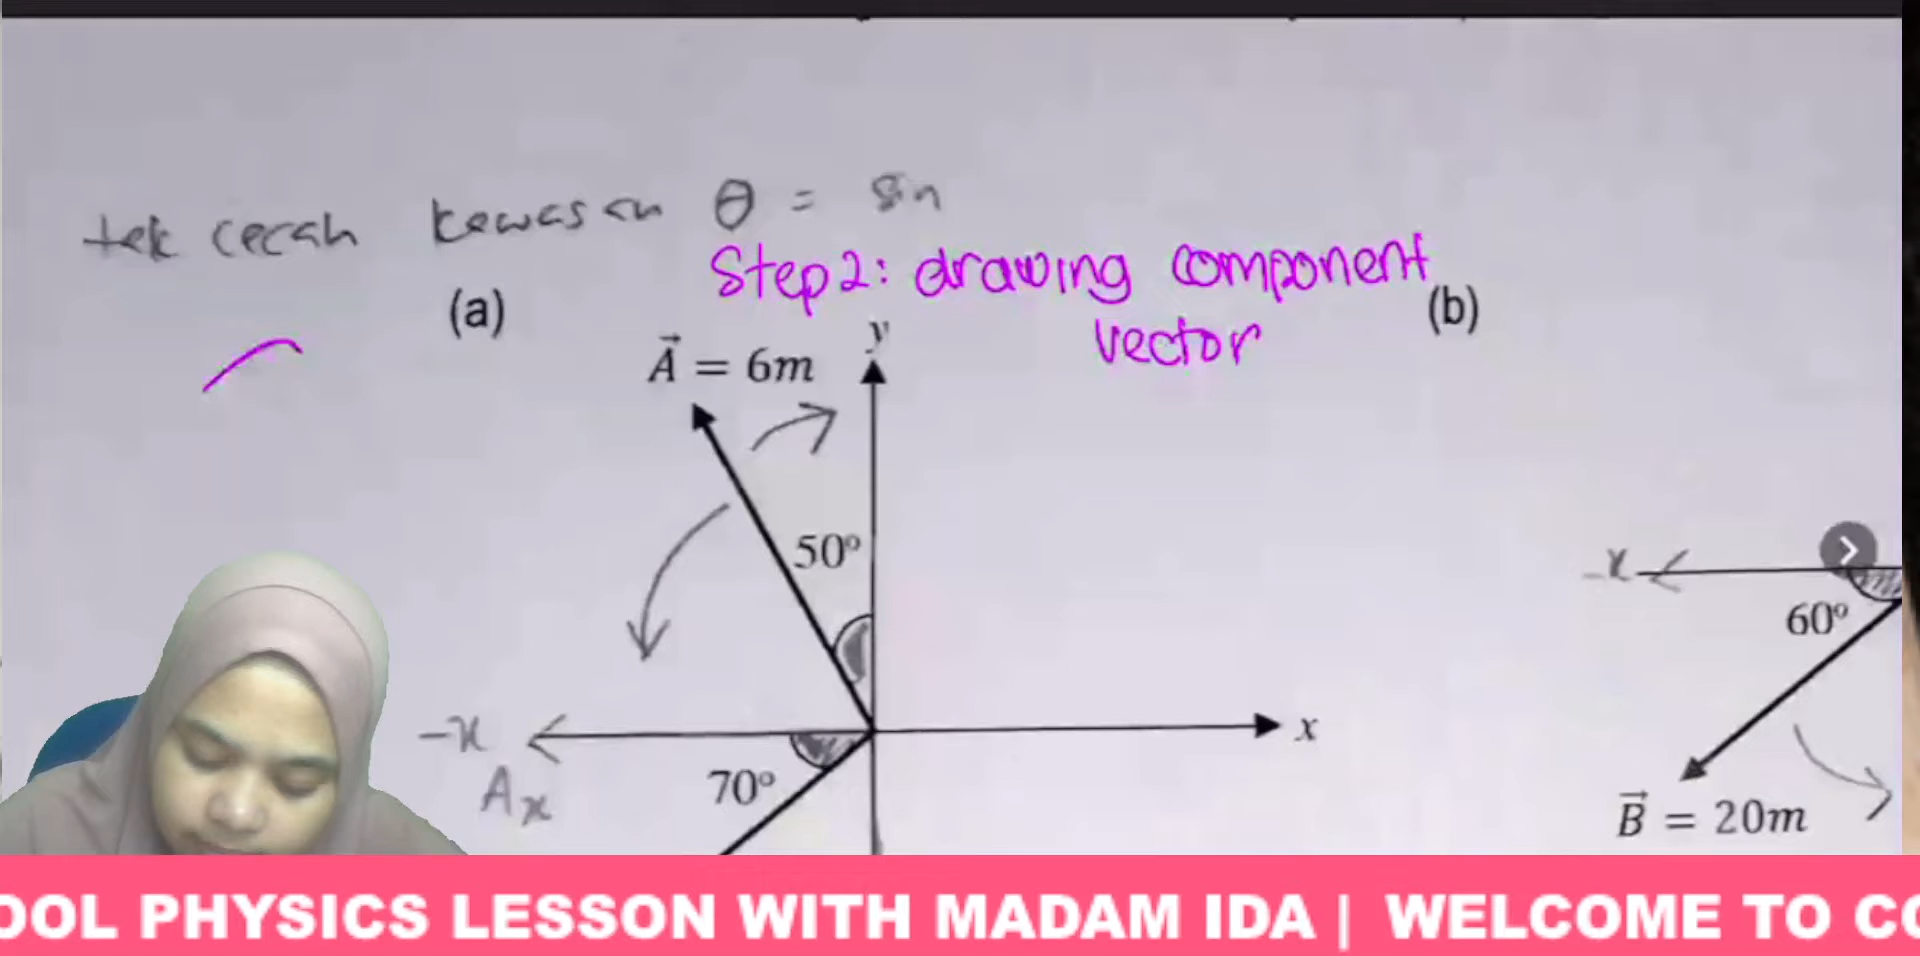 tek cecah kawasan θ = sin
Step 2: drawing component
vector
(a)
(b)
y
A⃗ = 6m
50°
-x
x
Ax
70°
-x
60°
B⃗ = 20m
OOL PHYSICS LESSON WITH MADAM IDA | WELCOME TO CO